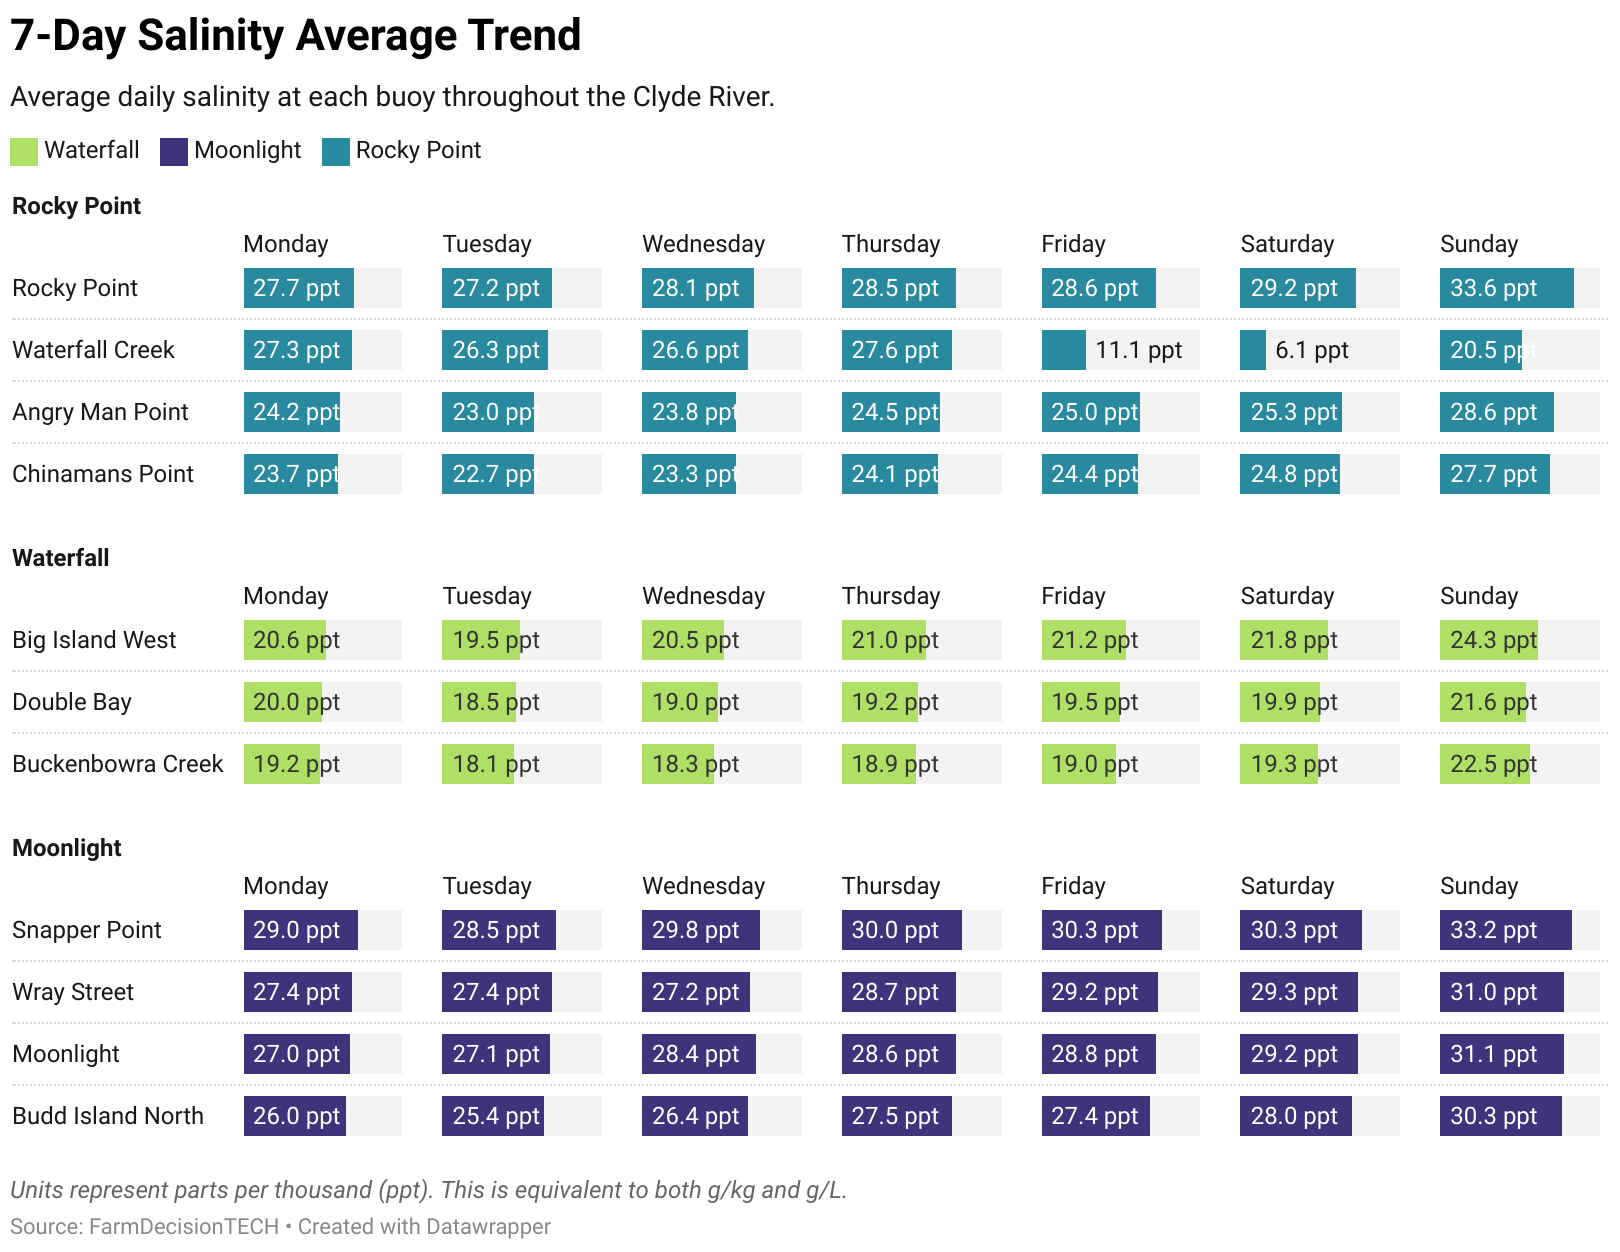 7-Day Salinity Average Trend
Average daily salinity at each buoy throughout the Clyde River.
Waterfall Moonlight Rocky Point
Rocky Point
Monday Tuesday Wednesday Thursday Friday Saturday Sunday
Rocky Point 27.7 ppt 27.2 ppt 28.1 ppt 28.5 ppt 28.6 ppt 29.2 ppt 33.6 ppt
Waterfall Creek 27.3 ppt 26.3 ppt 26.6 ppt 27.6 ppt 11.1 ppt 6.1 ppt 20.5 ppt
Angry Man Point 24.2 ppt 23.0 ppt 23.8 ppt 24.5 ppt 25.0 ppt 25.3 ppt 28.6 ppt
Chinamans Point 23.7 ppt 22.7 ppt 23.3 ppt 24.1 ppt 24.4 ppt 24.8 ppt 27.7 ppt
Waterfall
Monday Tuesday Wednesday Thursday Friday Saturday Sunday
Big Island West 20.6 ppt 19.5 ppt 20.5 ppt 21.0 ppt 21.2 ppt 21.8 ppt 24.3 ppt
Double Bay 20.0 ppt 18.5 ppt 19.0 ppt 19.2 ppt 19.5 ppt 19.9 ppt 21.6 ppt
Buckenbowra Creek 19.2 ppt 18.1 ppt 18.3 ppt 18.9 ppt 19.0 ppt 19.3 ppt 22.5 ppt
Moonlight
Monday Tuesday Wednesday Thursday Friday Saturday Sunday
Snapper Point 29.0 ppt 28.5 ppt 29.8 ppt 30.0 ppt 30.3 ppt 30.3 ppt 33.2 ppt
Wray Street 27.4 ppt 27.4 ppt 27.2 ppt 28.7 ppt 29.2 ppt 29.3 ppt 31.0 ppt
Moonlight 27.0 ppt 27.1 ppt 28.4 ppt 28.6 ppt 28.8 ppt 29.2 ppt 31.1 ppt
Budd Island North 26.0 ppt 25.4 ppt 26.4 ppt 27.5 ppt 27.4 ppt 28.0 ppt 30.3 ppt
Units represent parts per thousand (ppt). This is equivalent to both g/kg and g/L.
Source: FarmDecisionTECH • Created with Datawrapper